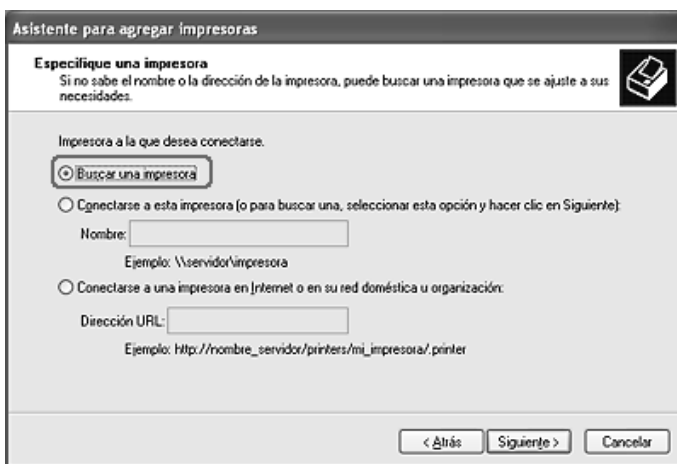 Asistente para agregar impresoras
Especifique una impresora
Si no sabe el nombre o la dirección de la impresora, puede buscar una impresora que se ajuste a sus
necesidades.
Impresora a la que desea conectarse.
Buscar una impresora
Conectarse a esta impresora (o para buscar una, seleccionar esta opción y hacer clic en Siguiente):
Nombre:
Ejemplo: \\servidor\impresora
Conectarse a una impresora en Internet o en su red doméstica u organización:
Dirección URL:
Ejemplo: http://nombre_servidor/printers/mi_impresora/.printer
< Atrás Siguiente > Cancelar